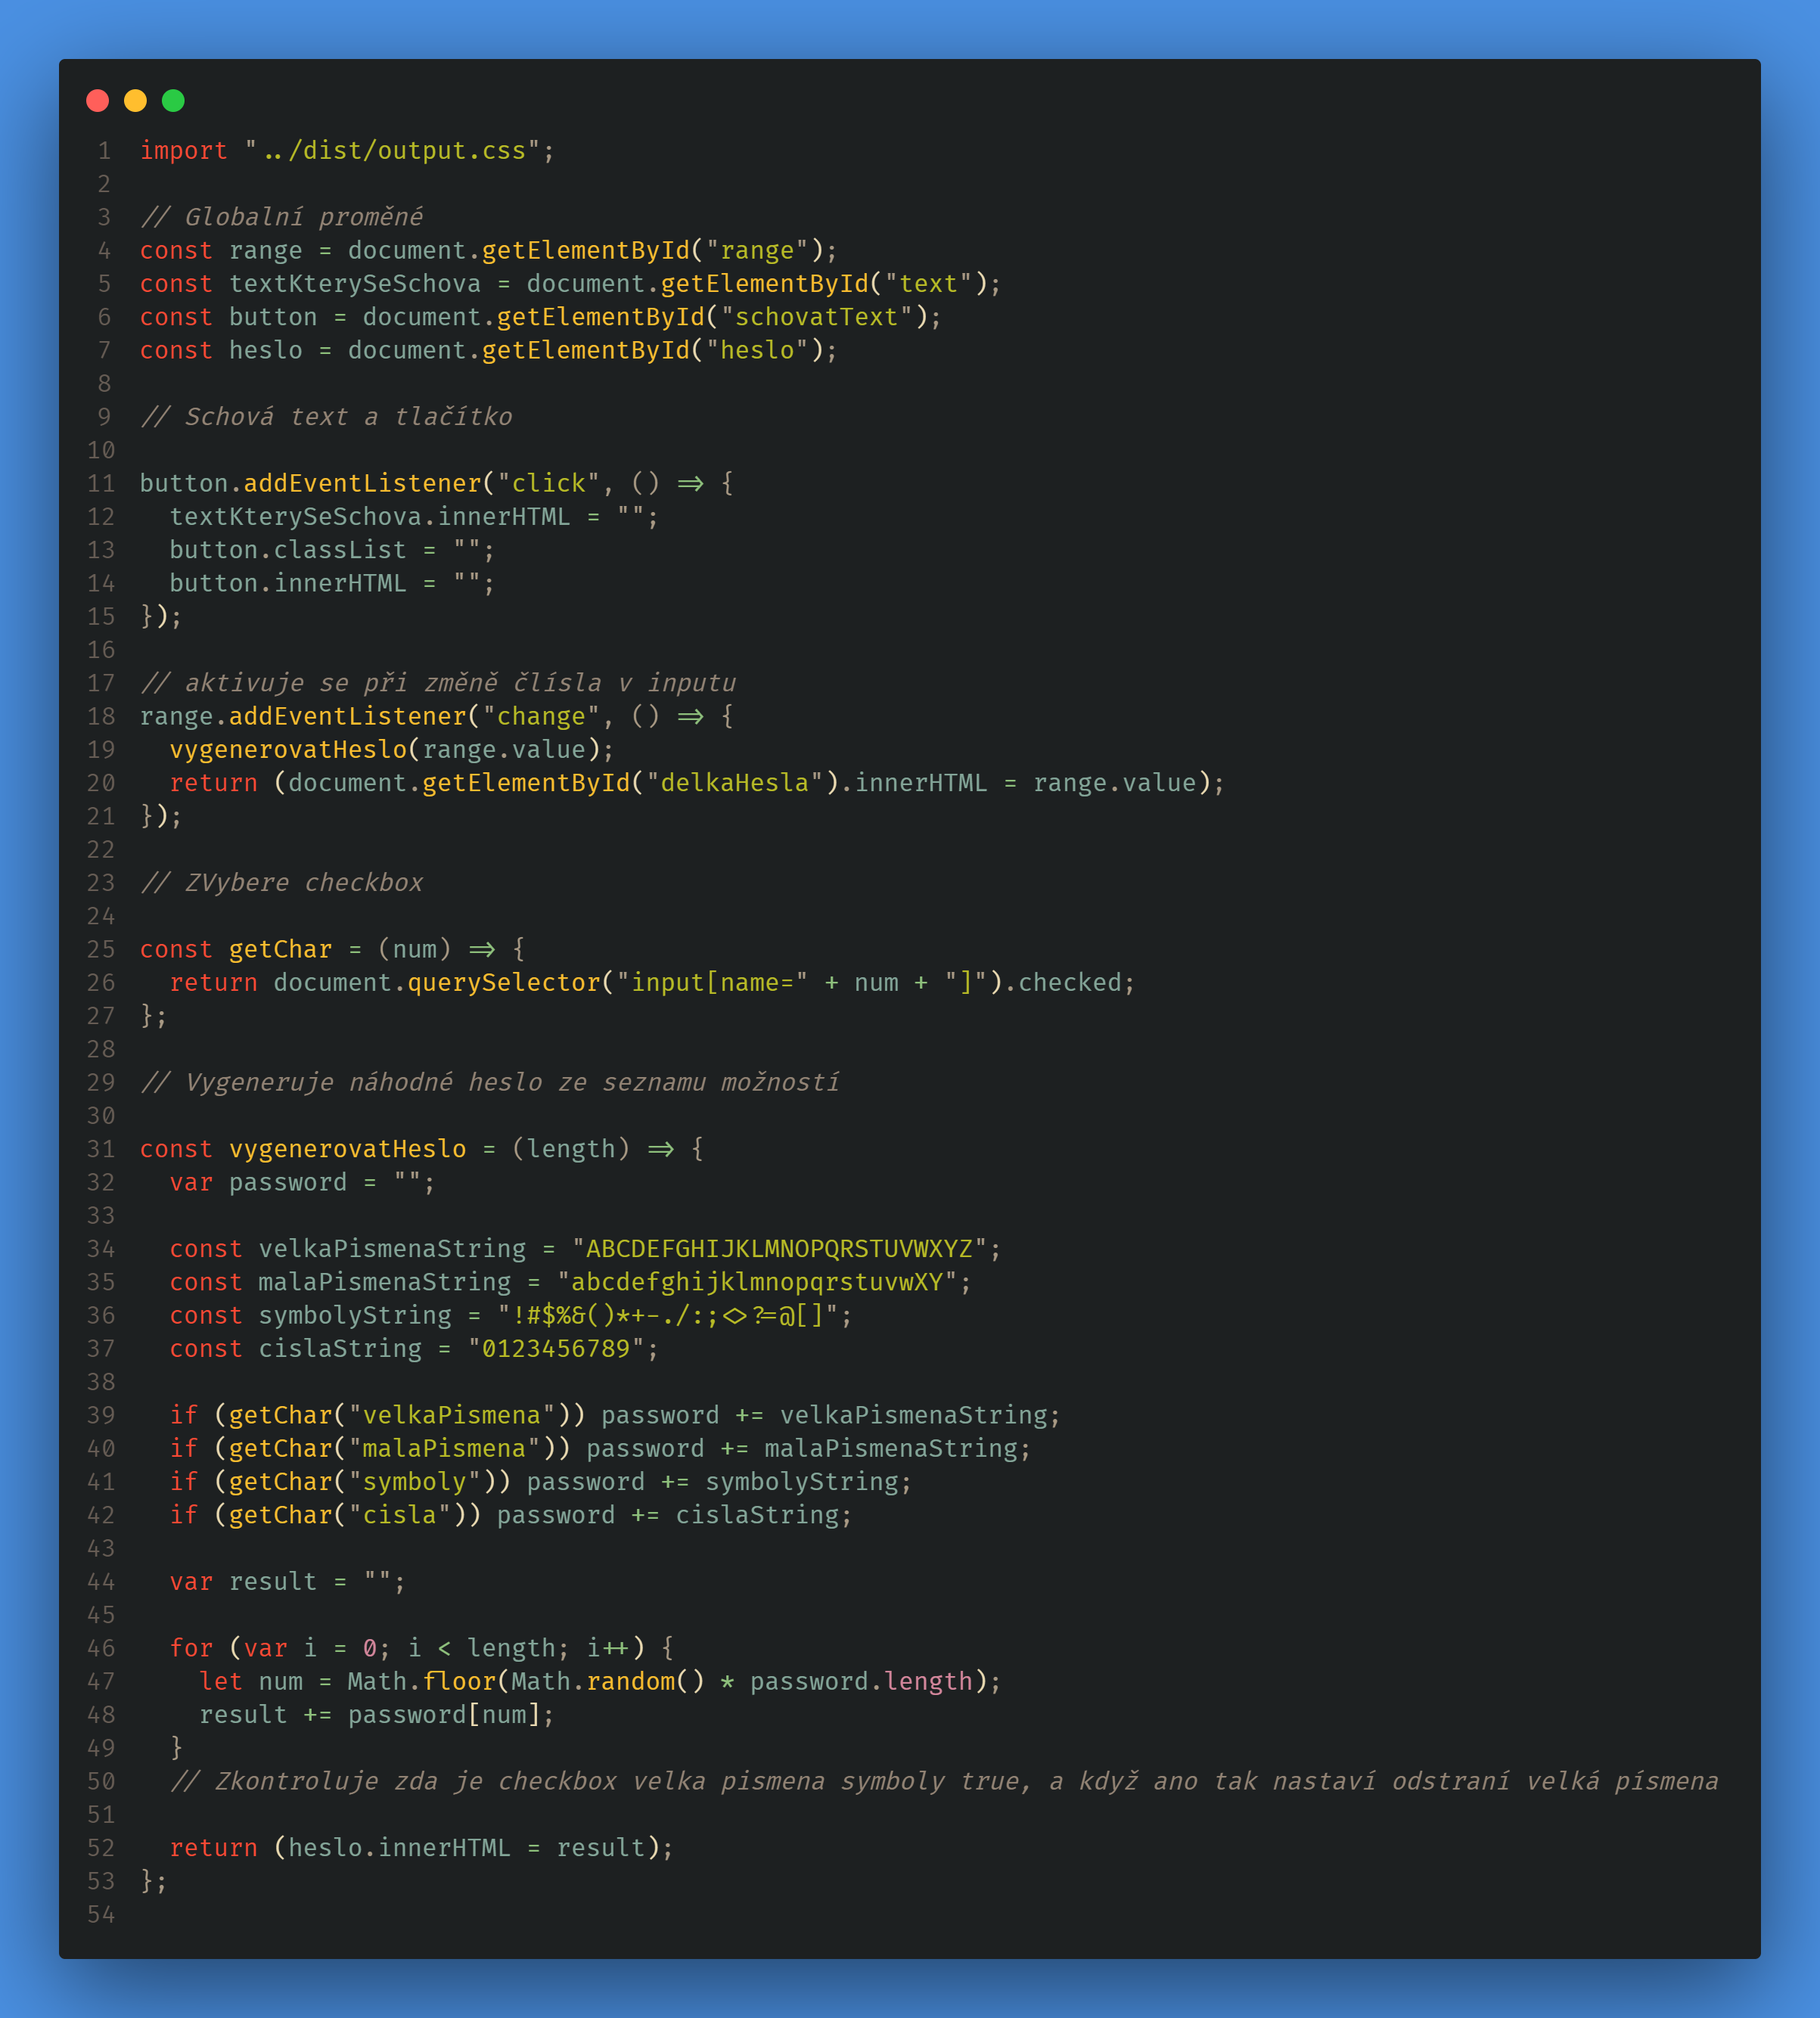 1 import "../dist/output.css";
2
3 // Globalní proměné
4 const range = document.getElementById("range");
5 const textKterySeSchova = document.getElementById("text");
6 const button = document.getElementById("schovatText");
7 const heslo = document.getElementById("heslo");
8
9 // Schová text a tlačítko
10
11 button.addEventListener("click", () => {
12   textKterySeSchova.innerHTML = "";
13   button.classList = "";
14   button.innerHTML = "";
15 });
16
17 // aktivuje se při změně člísla v inputu
18 range.addEventListener("change", () => {
19   vygenerovatHeslo(range.value);
20   return (document.getElementById("delkaHesla").innerHTML = range.value);
21 });
22
23 // ZVybere checkbox
24
25 const getChar = (num) => {
26   return document.querySelector("input[name=" + num + "]").checked;
27 };
28
29 // Vygeneruje náhodné heslo ze seznamu možností
30
31 const vygenerovatHeslo = (length) => {
32   var password = "";
33
34   const velkaPismenaString = "ABCDEFGHIJKLMNOPQRSTUVWXYZ";
35   const malaPismenaString = "abcdefghijklmnopqrstuvwXY";
36   const symbolyString = "!#$%&()*+-./:;<>?=@[]";
37   const cislaString = "0123456789";
38
39   if (getChar("velkaPismena")) password += velkaPismenaString;
40   if (getChar("malaPismena")) password += malaPismenaString;
41   if (getChar("symboly")) password += symbolyString;
42   if (getChar("cisla")) password += cislaString;
43
44   var result = "";
45
46   for (var i = 0; i < length; i++) {
47     let num = Math.floor(Math.random() * password.length);
48     result += password[num];
49   }
50   // Zkontroluje zda je checkbox velka pismena symboly true, a když ano tak nastaví odstraní velká písmena
51
52   return (heslo.innerHTML = result);
53 };
54